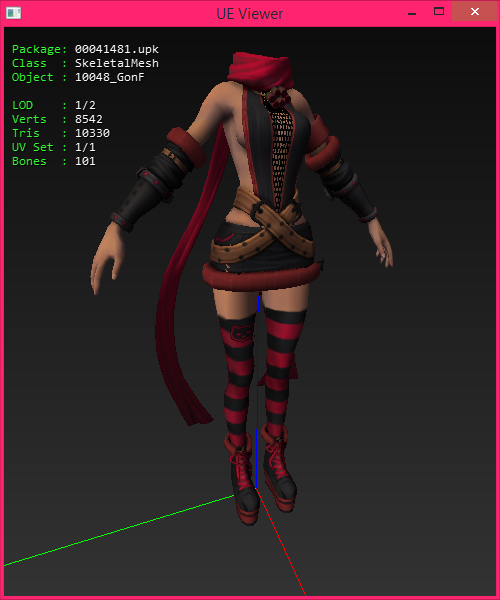 UE Viewer
Package: 00041481.upk
Class : SkeletalMesh
Object : 10048_GonF
LOD : 1/2
Verts : 8542
Tris : 10330
UV Set : 1/1
Bones : 101